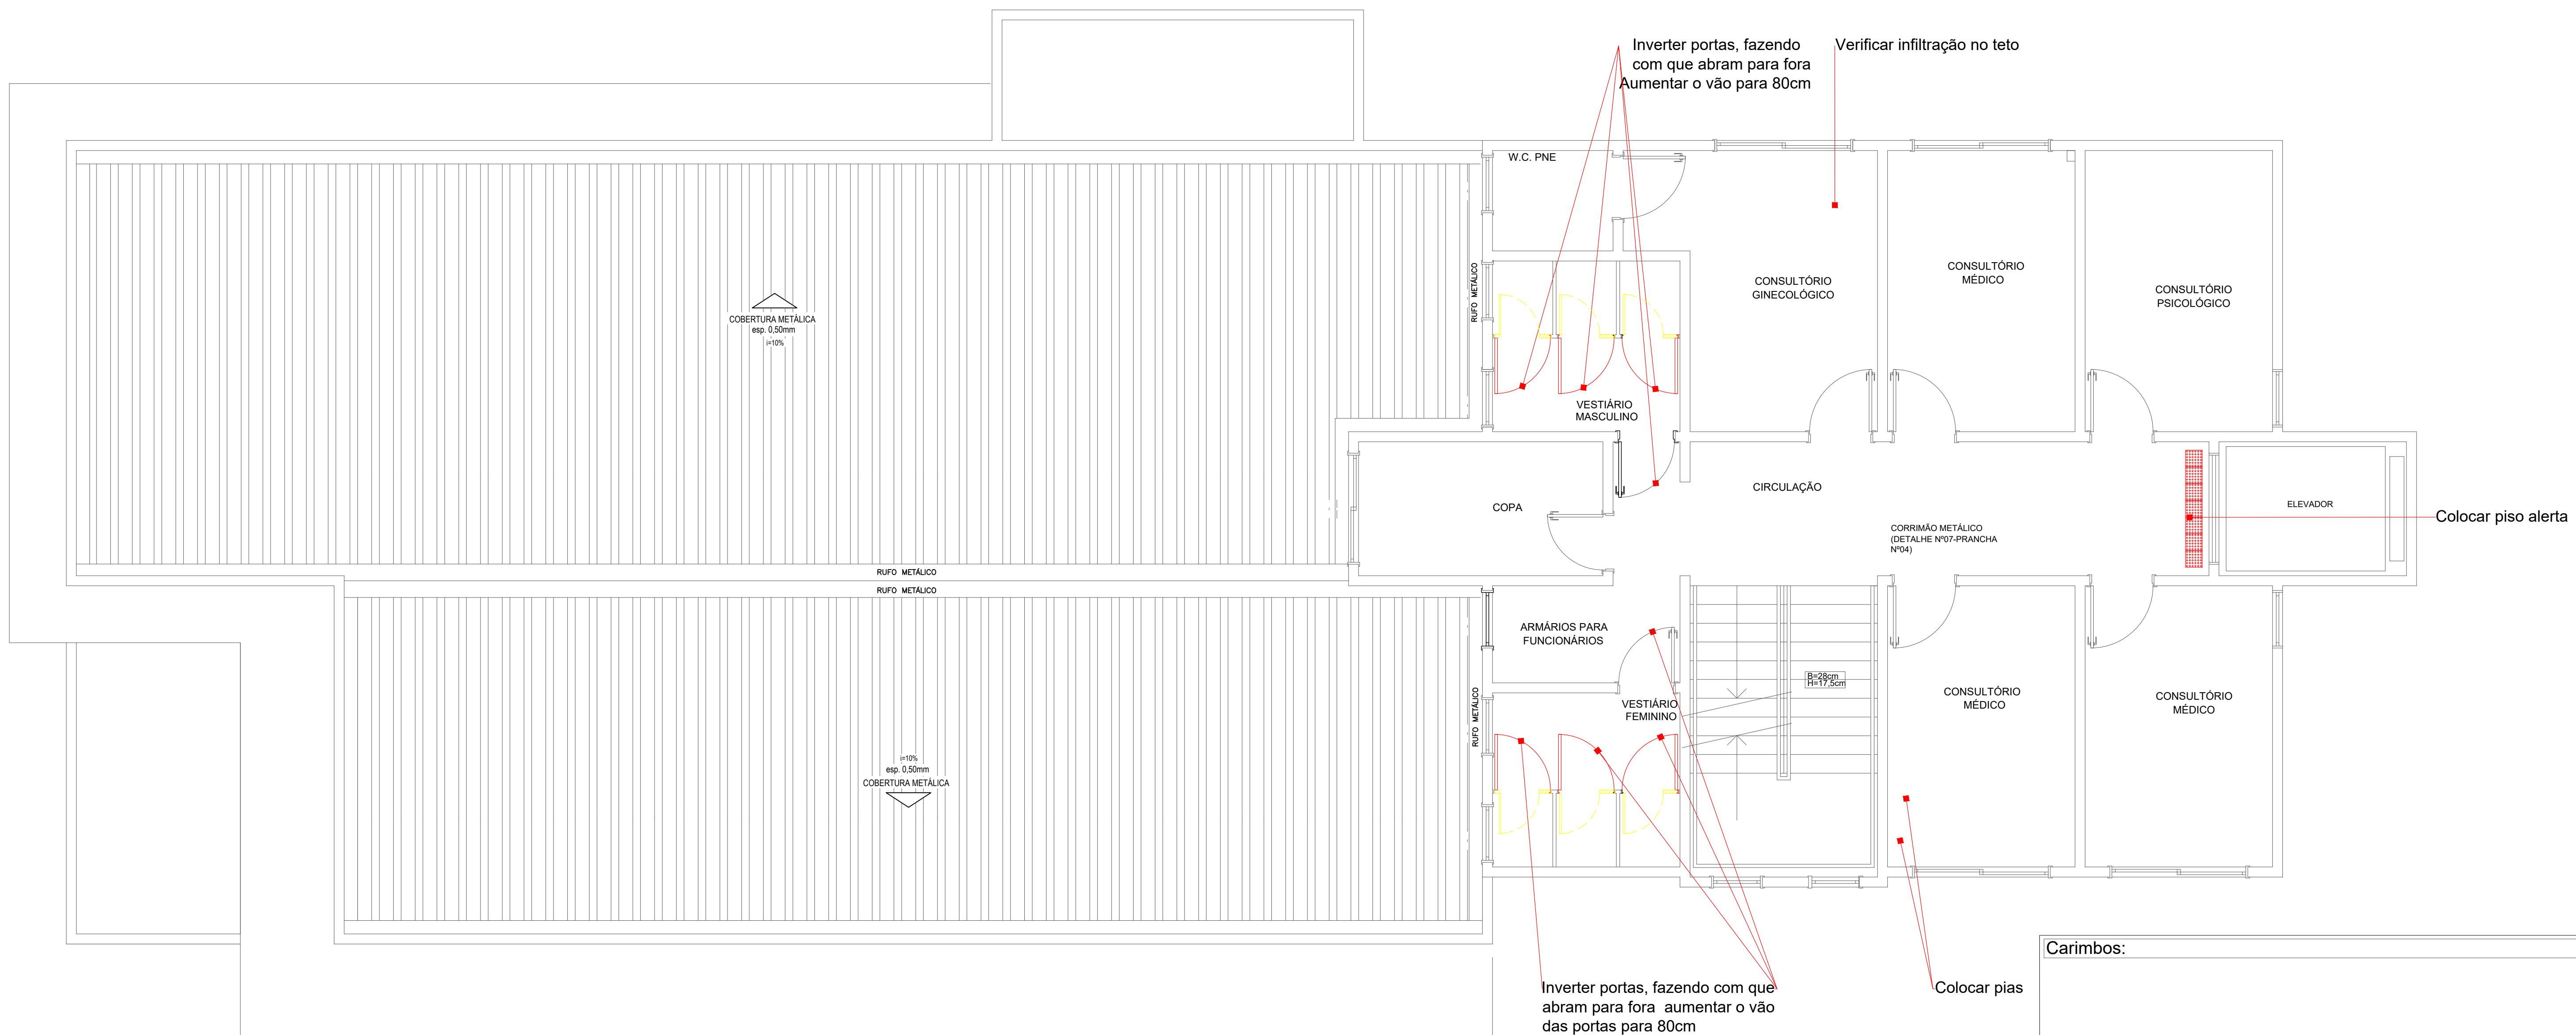 Inverter portas, fazendo
com que abram para fora
Aumentar o vão para 80cm
Verificar infiltração no teto
W.C. PNE
RUFO METÁLICO
CONSULTÓRIO
GINECOLÓGICO
CONSULTÓRIO
MÉDICO
CONSULTÓRIO
PSICOLÓGICO
COBERTURA METÁLICA
esp. 0,50mm
i=10%
VESTIÁRIO
MASCULINO
COPA
CIRCULAÇÃO
CORRIMÃO METÁLICO
(DETALHE Nº07-PRANCHA
Nº04)
ELEVADOR
Colocar piso alerta
RUFO METÁLICO
RUFO METÁLICO
ARMÁRIOS PARA
FUNCIONÁRIOS
B=28cm
H=17,5cm
RUFO METÁLICO
VESTIÁRIO
FEMININO
CONSULTÓRIO
MÉDICO
CONSULTÓRIO
MÉDICO
i=10%
esp. 0,50mm
COBERTURA METÁLICA
Carimbos:
Inverter portas, fazendo com que
abram para fora aumentar o vão
das portas para 80cm
Colocar pias